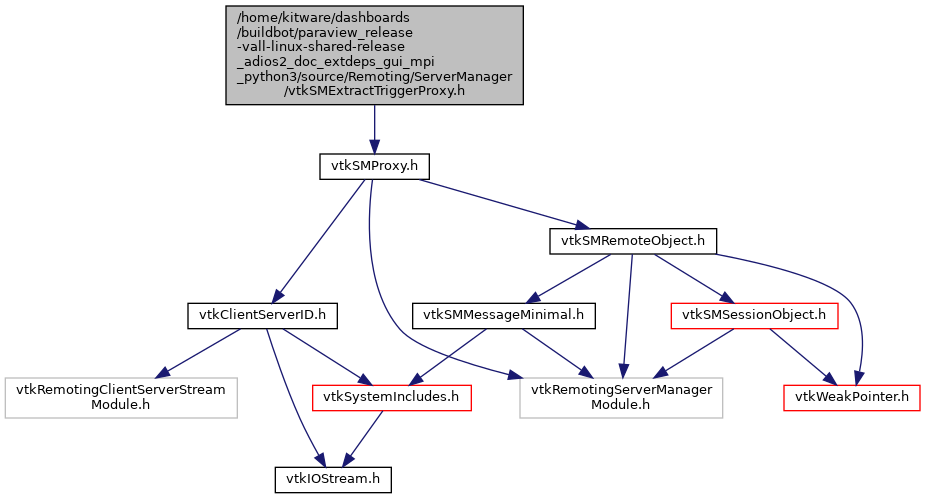 /home/kitware/dashboards
/buildbot/paraview_release
-vall-linux-shared-release
_adios2_doc_extdeps_gui_mpi
_python3/source/Remoting/ServerManager
/vtkSMExtractTriggerProxy.h
vtkSMProxy.h
vtkSMRemoteObject.h
vtkClientServerID.h
vtkSMMessageMinimal.h
vtkSMSessionObject.h
vtkRemotingClientServerStream
Module.h
vtkSystemIncludes.h
vtkRemotingServerManager
Module.h
vtkWeakPointer.h
vtkIOStream.h